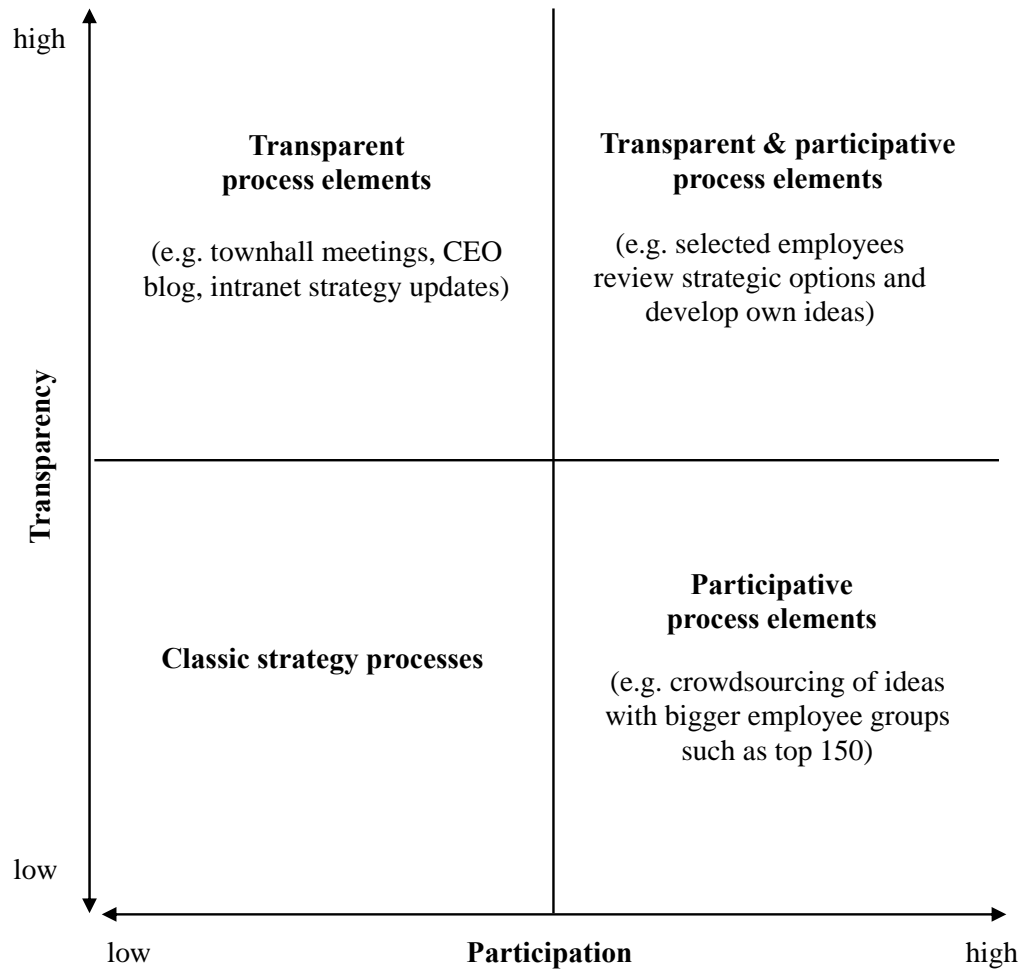 high
Transparent
process elements
(e.g. townhall meetings, CEO
blog, intranet strategy updates)
Transparent & participative
process elements
(e.g. selected employees
review strategic options and
develop own ideas)
Transparency
Classic strategy processes
Participative
process elements
(e.g. crowdsourcing of ideas
with bigger employee groups
such as top 150)
low
low
Participation
high